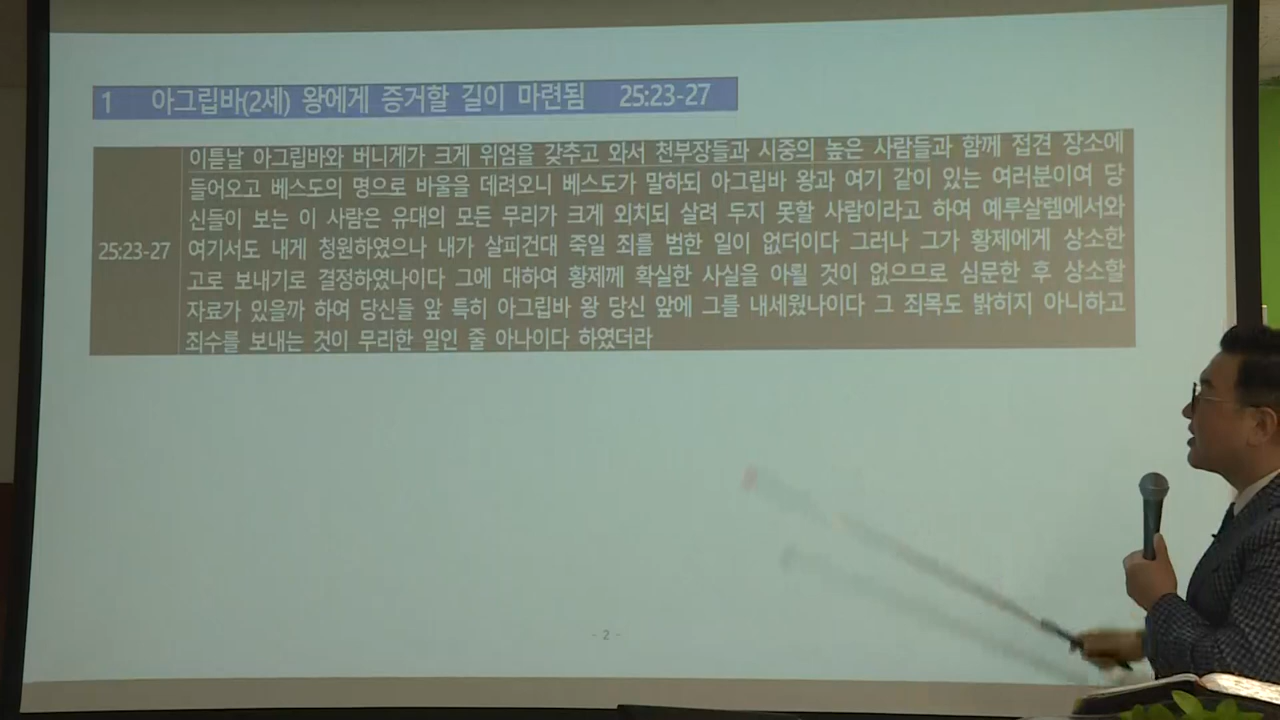 1 아그립바(2세) 왕에게 증거할 길이 마련됨 25:23-27
이튿날 아그립바와 버니게가 크게 위엄을 갖추고 와서 천부장들과 시중의 높은 사람들과 함께 접견 장소에
들어오고 베스도의 명으로 바울을 데려오니 베스도가 말하되 아그립바 왕과 여기 같이 있는 여러분이여 당
신들이 보는 이 사람은 유대의 모든 무리가 크게 외치되 살려 두지 못할 사람이라고 하여 예루살렘에서와
25:23-27 여기서도 내게 청원하였으나 내가 살피건대 죽일 죄를 범한 일이 없더이다 그러나 그가 황제에게 상소한
고로 보내기로 결정하였나이다 그에 대하여 황제께 확실한 사실을 아뢸 것이 없으므로 심문한 후 상소할
자료가 있을까 하여 당신들 앞 특히 아그립바 왕 당신 앞에 그를 내세웠나이다 그 죄목도 밝히지 아니하고
죄수를 보내는 것이 무리한 일인 줄 아나이다 하였더라
- 2 -